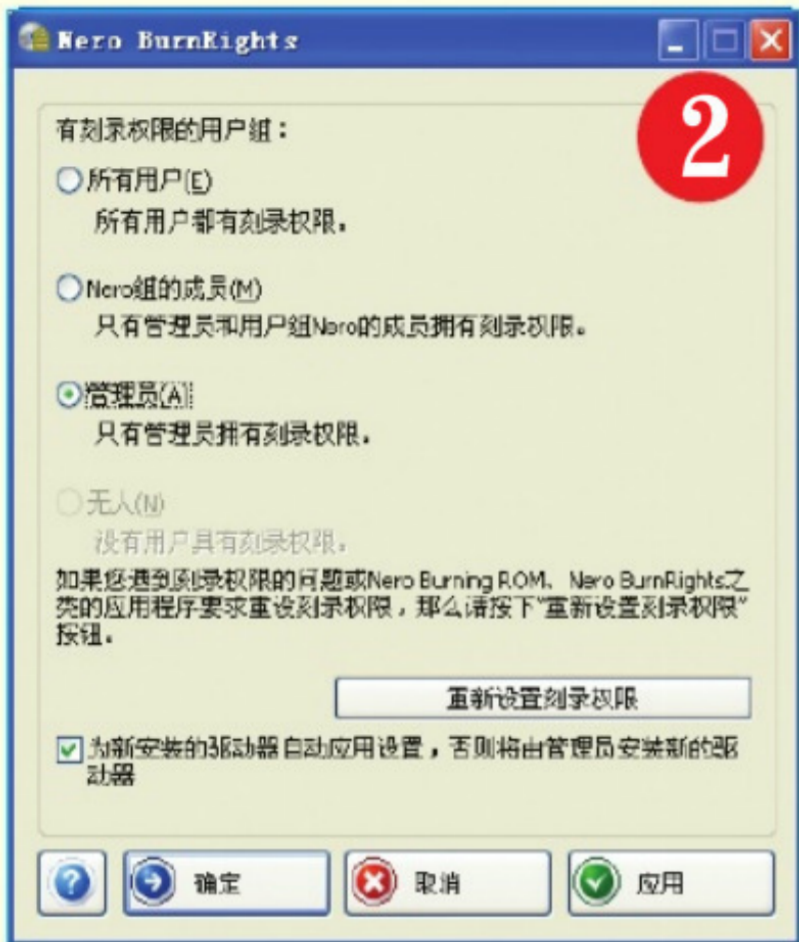 Nero BurnRights
2
有刻录权限的用户组：
所有用户(E)
所有用户都有刻录权限。
Nero组的成员(M)
只有管理员和用户组Nero的成员拥有刻录权限。
管理员(A)
只有管理员拥有刻录权限。
无人(N)
没有用户具有刻录权限。
如果您遇到刻录权限的问题或Nero Burning ROM、Nero BurnRights之
类的应用程序要求重设刻录权限，那么请按下“重新设置刻录权限”
按钮。
重新设置刻录权限
为新安装的驱动器自动应用设置，否则将由管理员安装新的驱
动器
?
确定
取消
应用